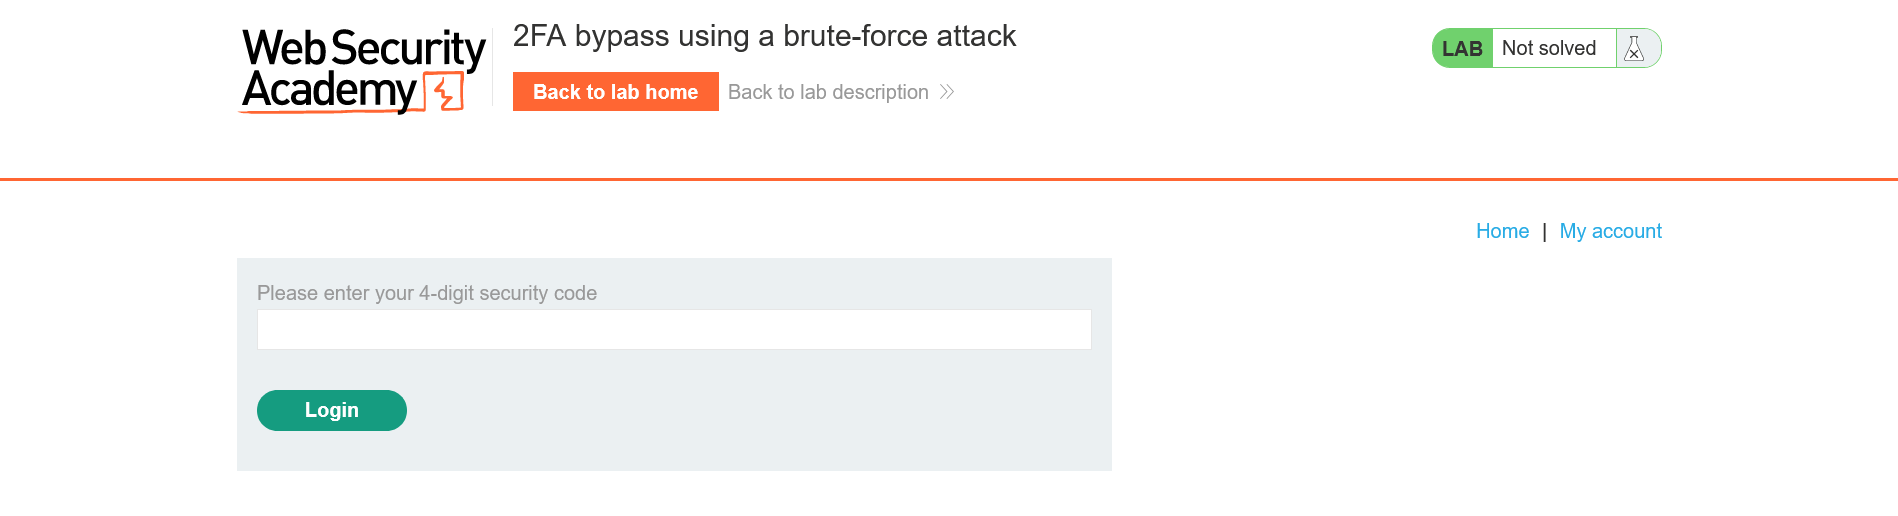 Web Security
Academy
2FA bypass using a brute-force attack
Back to lab home
Back to lab description
LAB Not solved
Home | My account
Please enter your 4-digit security code
Login